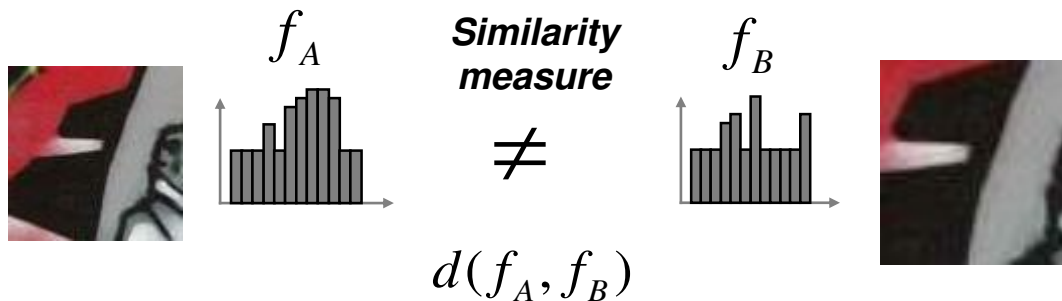 f_A
Similarity
measure
f_B
≠
d(f_A, f_B)